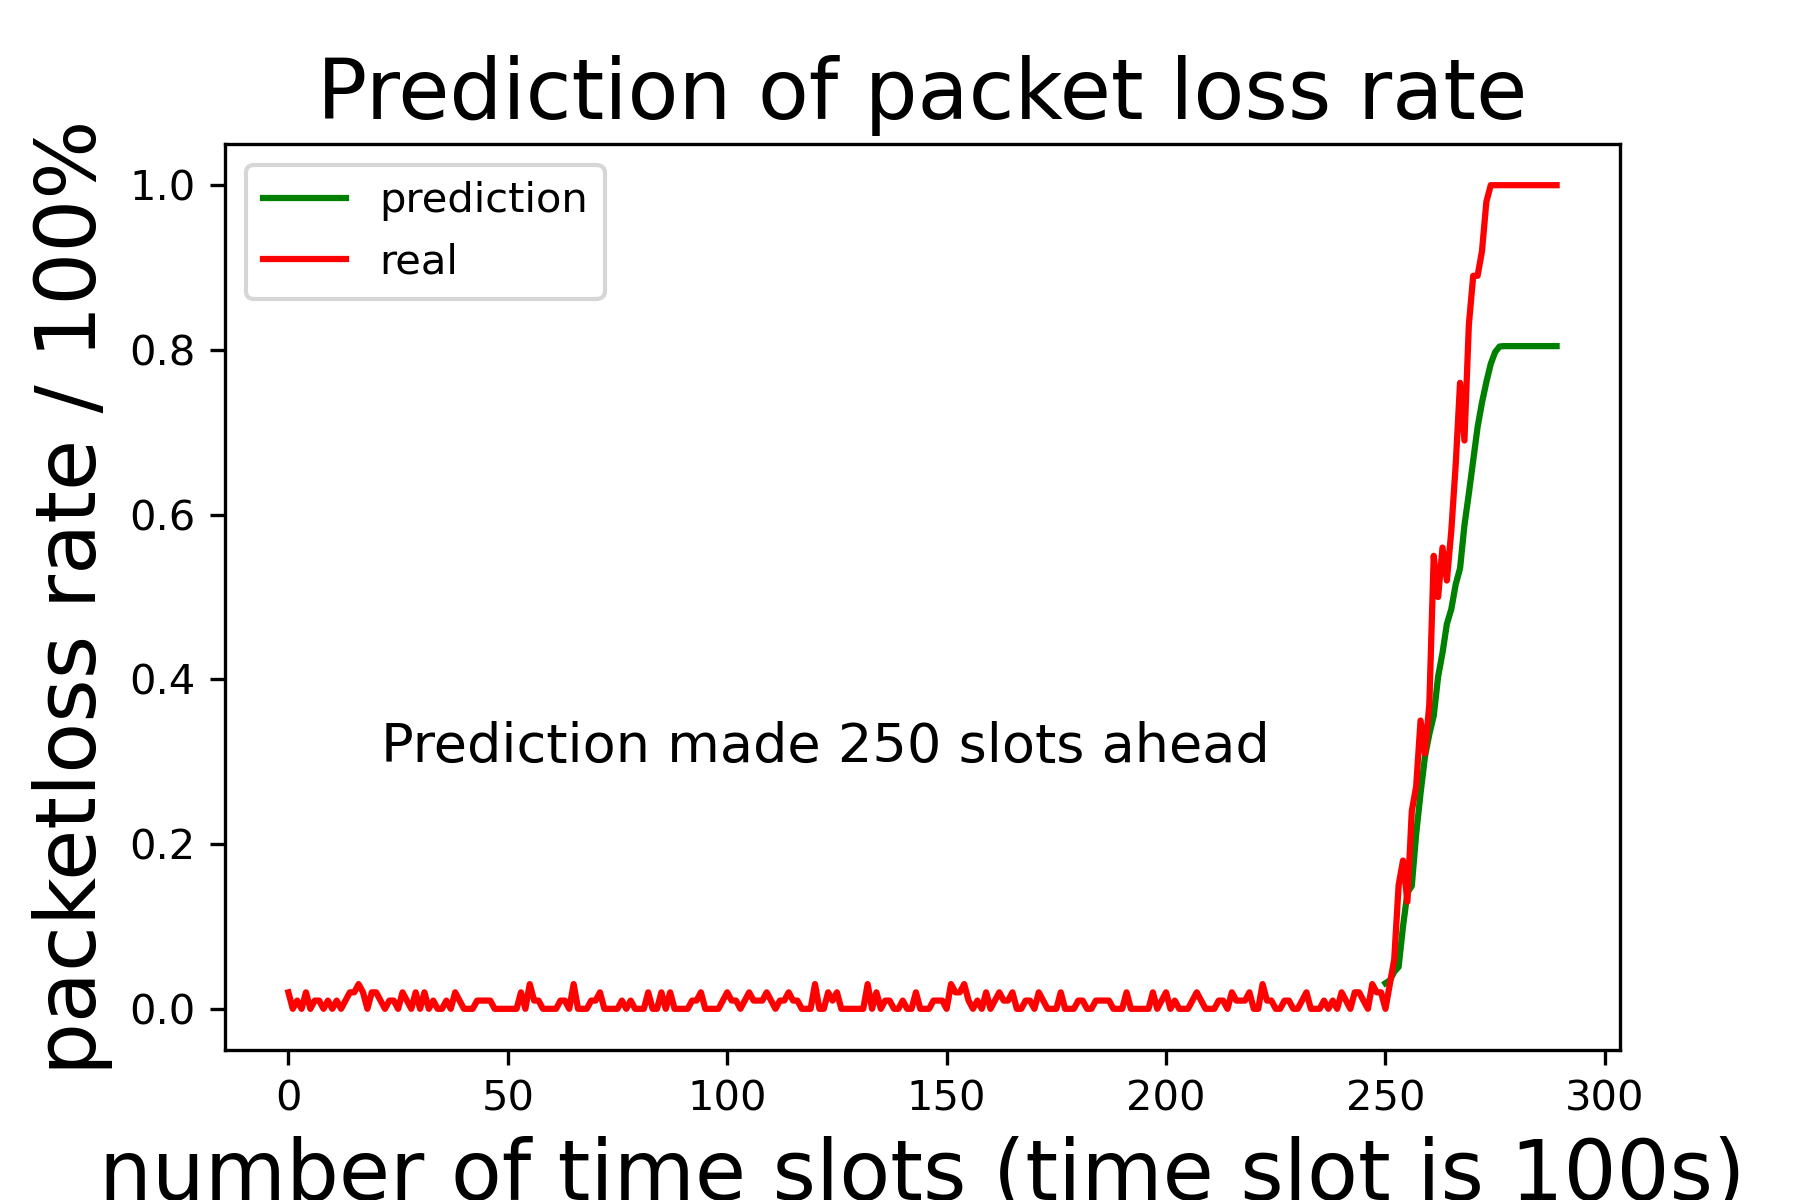 Prediction of packet loss rate
packetloss rate / 100%
1.0
0.8
0.6
0.4
0.2
0.0
prediction
real
Prediction made 250 slots ahead
0 50 100 150 200 250 300
number of time slots (time slot is 100s)